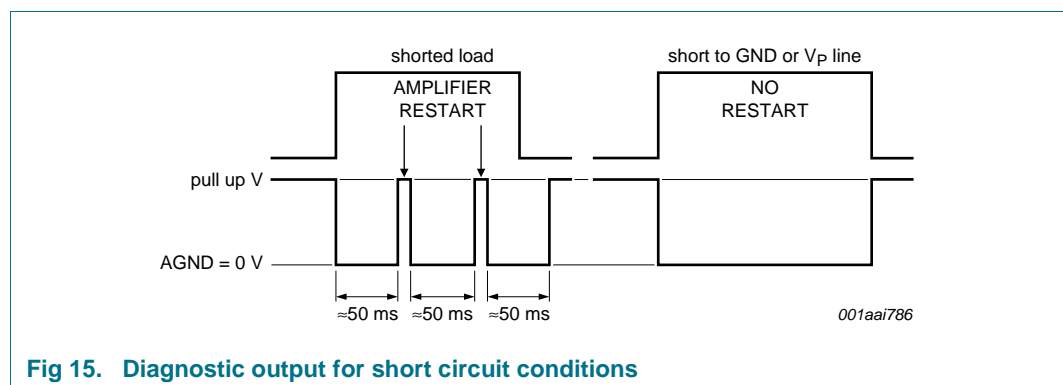 shorted load
short to GND or VP line
AMPLIFIER
RESTART
NO
RESTART
pull up V
AGND = 0 V
≈50 ms ≈50 ms ≈50 ms
001aai786
Fig 15. Diagnostic output for short circuit conditions